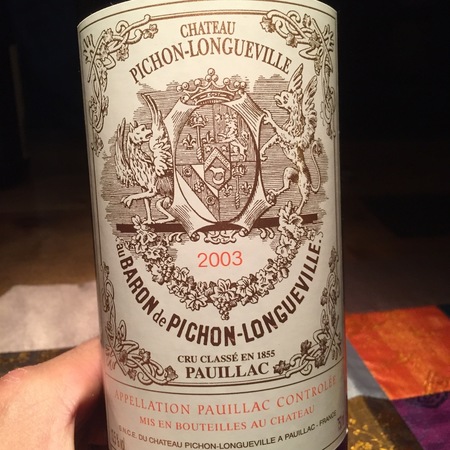 CHATEAU
PICHON-LONGUEVILLE
2003
au BARON de PICHON-LONGUEVILLE
CRU CLASSÉ EN 1855
PAUILLAC
APPELLATION PAUILLAC CONTROLÉE
MIS EN BOUTEILLES AU CHATEAU
DU CHATEAU PICHON-LONGUEVILLE A PAUILLAC - FRANCE